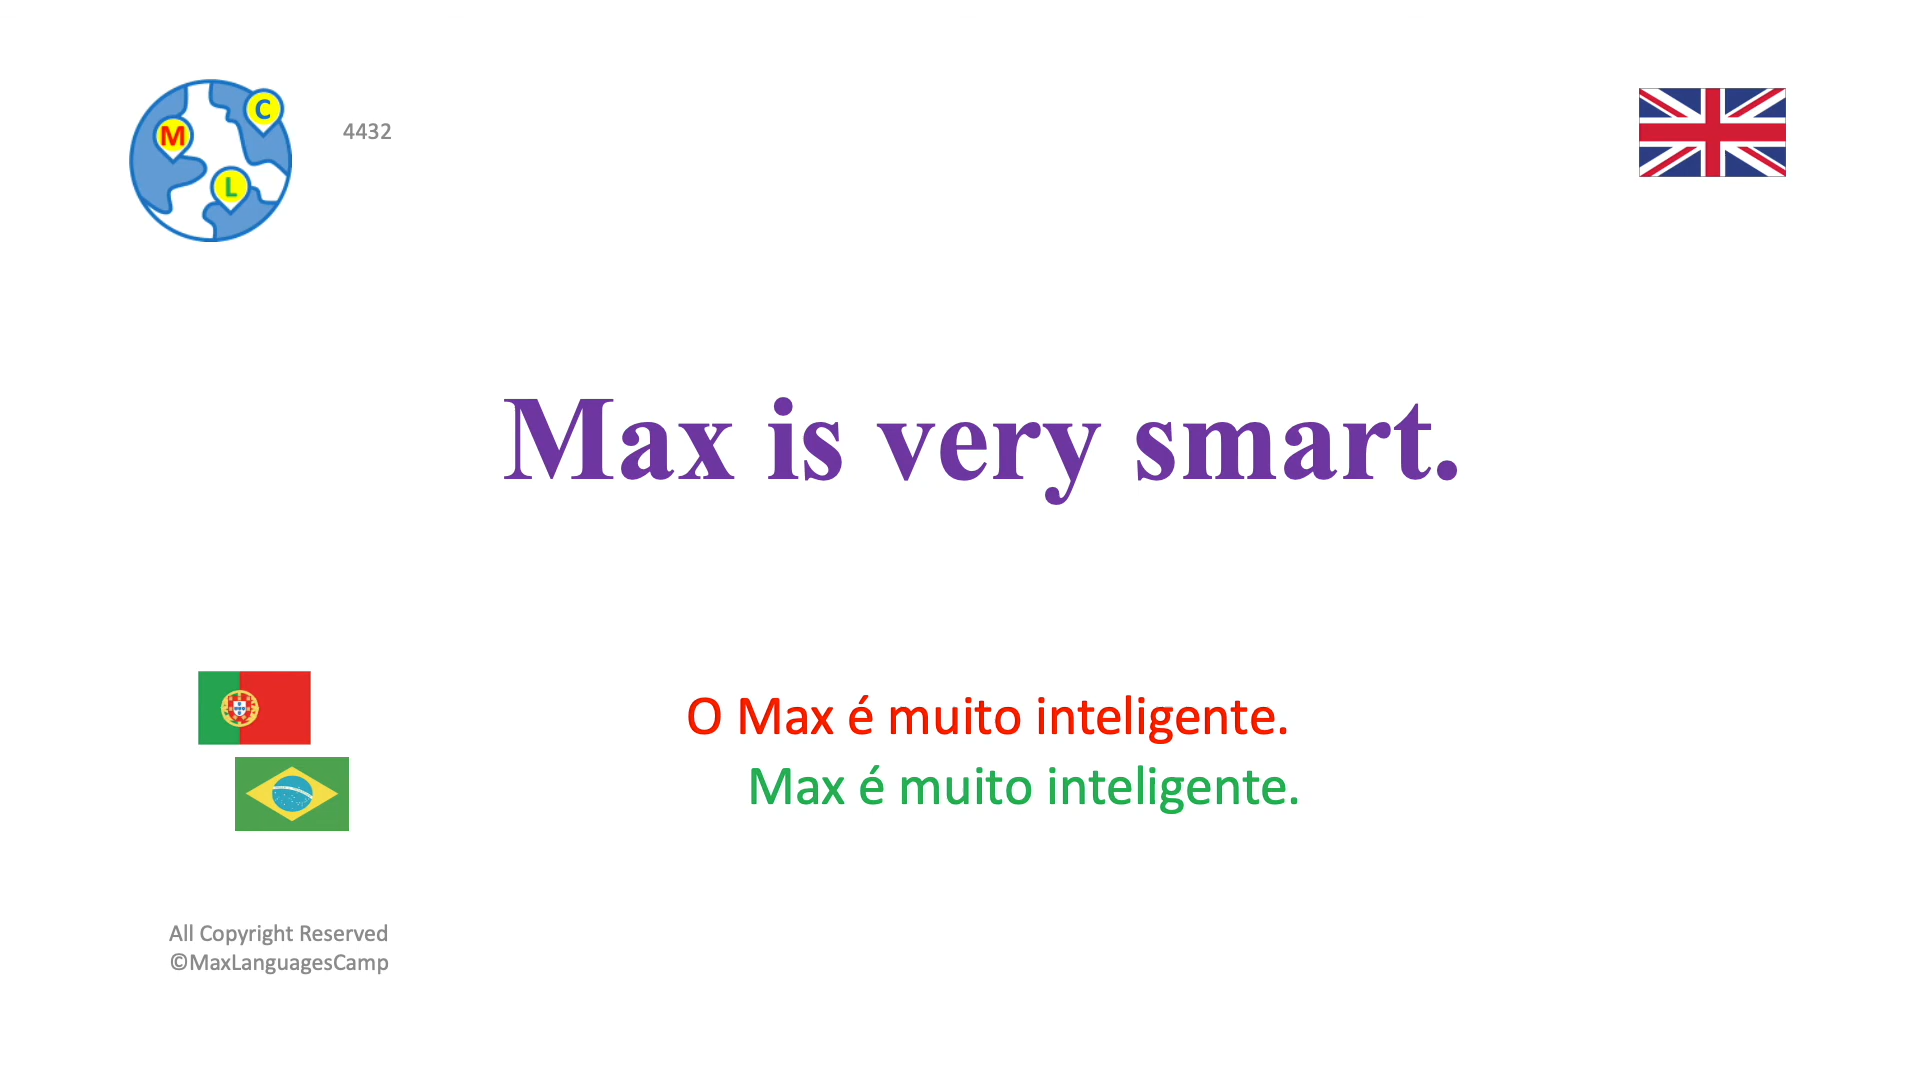 M
C
L
4432
Max is very smart.
O Max é muito inteligente.
Max é muito inteligente.
All Copyright Reserved
©MaxLanguagesCamp